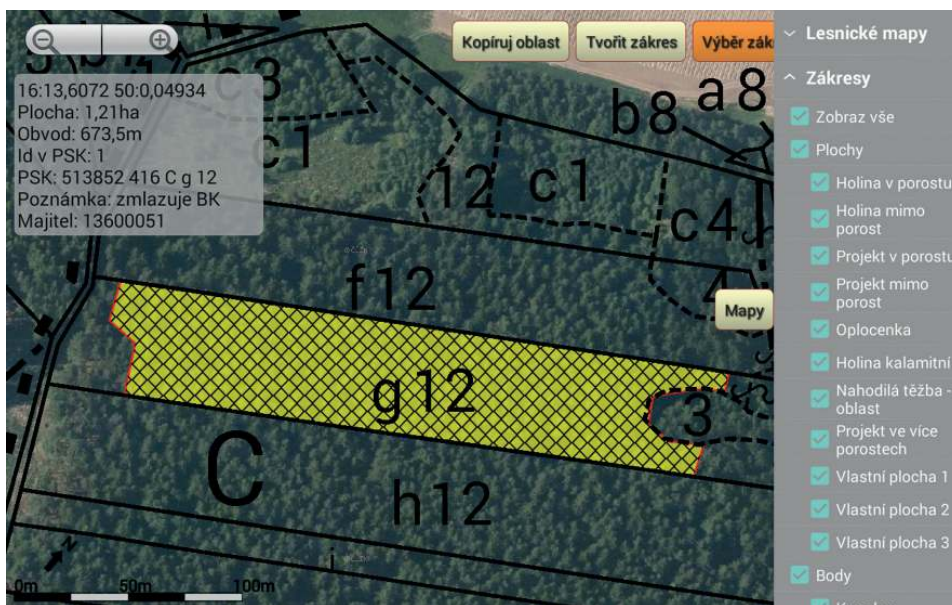 Kopíruj oblast
Tvořit zákres
Výběr zák
16:13,6072 50:0,04934
Plocha: 1,21ha
Obvod: 673,5m
Id v PSK: 1
PSK: 513852 416 C g 12
Poznámka: zmlazuje BK
Majitel: 13600051
c3
c1
12
c1
b8
a8
c4
4
f12
Mapy
g12
3
C
h12
i
N
0m
50m
100m
Lesnické mapy
Zákresy
Zobraz vše
Plochy
Holina v porostu
Holina mimo
porost
Projekt v porostu
Projekt mimo
porost
Oplocenka
Holina kalamitní
Nahodilá těžba -
oblast
Projekt ve více
porostech
Vlastní plocha 1
Vlastní plocha 2
Vlastní plocha 3
Body